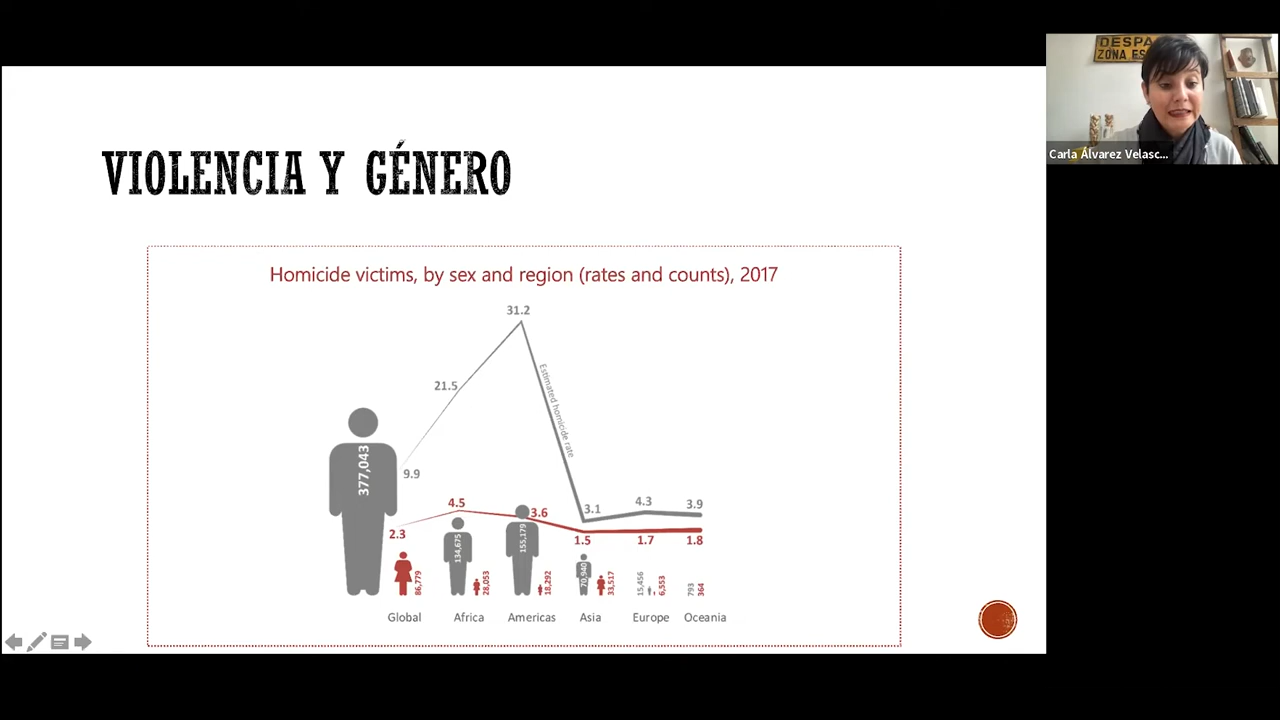 DESPA
ZONA ES
Carla Álvarez Velasc...
VIOLENCIA Y GÉNERO
Homicide victims, by sex and region (rates and counts), 2017
31.2
21.5
Estimated homicide rate
9.9
377,043
4.5
3.6
3.1
4.3
3.9
2.3
1.5
1.7
1.8
86,779
134,675
28,053
155,179
18,292
70,940
33,517
15,456
6,553
793
364
Global
Africa
Americas
Asia
Europe
Oceania